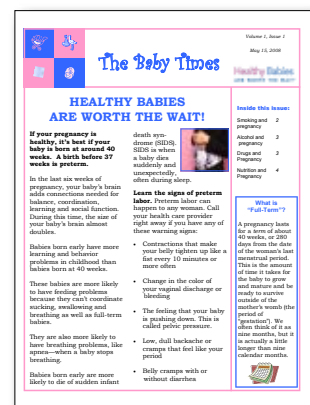 Volume 1, Issue 1
May 15, 2008
The Baby Times
Healthy Babies
ARE WORTH THE WAIT!
HEALTHY BABIES
ARE WORTH THE WAIT!
If your pregnancy is
healthy, it's best if your
baby is born at around 40
weeks. A birth before 37
weeks is preterm.
In the last six weeks of
pregnancy, your baby's brain
adds connections needed for
balance, coordination,
learning and social function.
During this time, the size of
your baby's brain almost
doubles.
Babies born early have more
learning and behavior
problems in childhood than
babies born at 40 weeks.
These babies are more likely
to have feeding problems
because they can't coordinate
sucking, swallowing and
breathing as well as full-term
babies.
They are also more likely to
have breathing problems, like
apnea—when a baby stops
breathing.
Babies born early are more
likely to die of sudden infant
death syn-
drome (SIDS).
SIDS is when
a baby dies
suddenly and
unexpectedly,
often during sleep.
Learn the signs of preterm
labor. Preterm labor can
happen to any woman. Call
your health care provider
right away if you have any of
these warning signs:
• Contractions that make
your belly tighten up like a
fist every 10 minutes or
more often
• Change in the color of
your vaginal discharge or
bleeding
• The feeling that your baby
is pushing down. This is
called pelvic pressure.
• Low, dull backache or
cramps that feel like your
period
• Belly cramps with or
without diarrhea
Inside this issue:
Smoking and pregnancy 2
Alcohol and pregnancy 3
Drugs and Pregnancy 3
Nutrition and Pregnancy 4
What is
"Full-Term"?
A pregnancy lasts
for a term of about
40 weeks, or 280
days from the date
of the woman's last
menstrual period.
This is the amount
of time it takes for
the baby to grow
and mature and be
ready to survive
outside of the
mother's womb (the
period of
"gestation"). We
often think of it as
nine months, but it
is actually a little
longer than nine
calendar months.